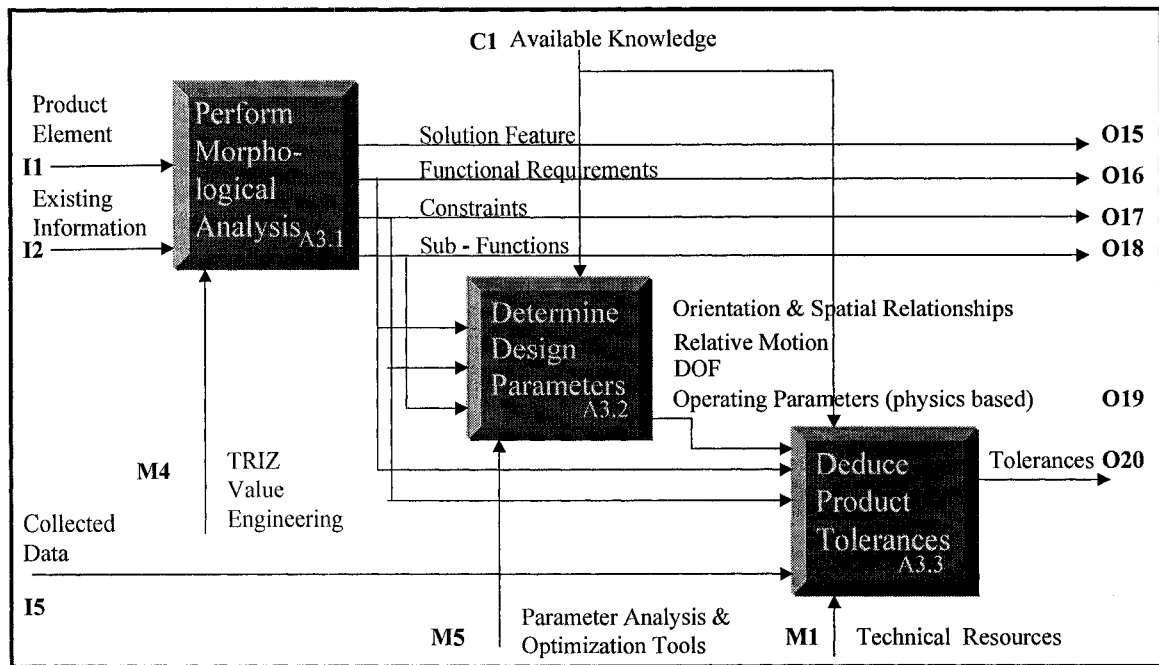 C1 Available Knowledge
Product
Element
I1
Existing
Information
I2
Perform
Morpho-
logical
Analysis
A3.1
Solution Feature
O15
Functional Requirements
O16
Constraints
O17
Sub - Functions
O18
Determine
Design
Parameters
A3.2
Orientation & Spatial Relationships
Relative Motion
DOF
Operating Parameters (physics based)
O19
M4
TRIZ
Value
Engineering
Deduce
Product
Tolerances
A3.3
Tolerances O20
Collected
Data
I5
M5
Parameter Analysis &
Optimization Tools
M1
Technical Resources